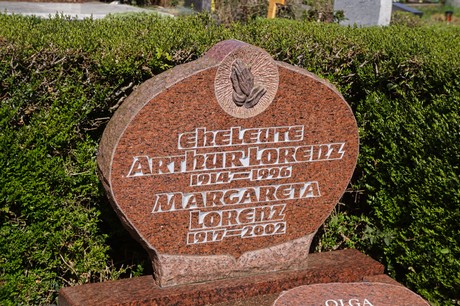 Eheleute
Arthur Lorenz
1914–1996
Margareta
Lorenz
1917–2002
OLGA